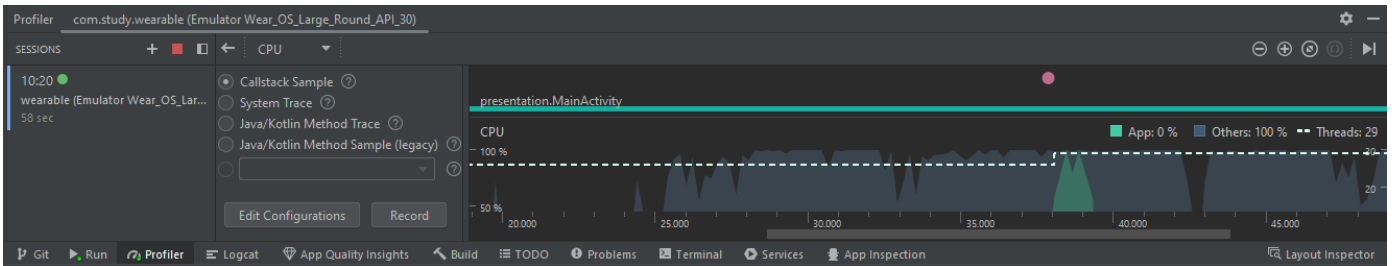 Profiler com.study.wearable (Emulator Wear_OS_Large_Round_API_30)
SESSIONS
CPU
10:20
wearable (Emulator Wear_OS_Lar...
58 sec
Callstack Sample
System Trace
Java/Kotlin Method Trace
Java/Kotlin Method Sample (legacy)
Edit Configurations Record
presentation.MainActivity
CPU App: 0 % Others: 100 % Threads: 29
100 % 30
20
50 %
20.000 25.000 30.000 35.000 40.000 45.000
Git Run Profiler Logcat App Quality Insights Build TODO Problems Terminal Services App Inspection Layout Inspector